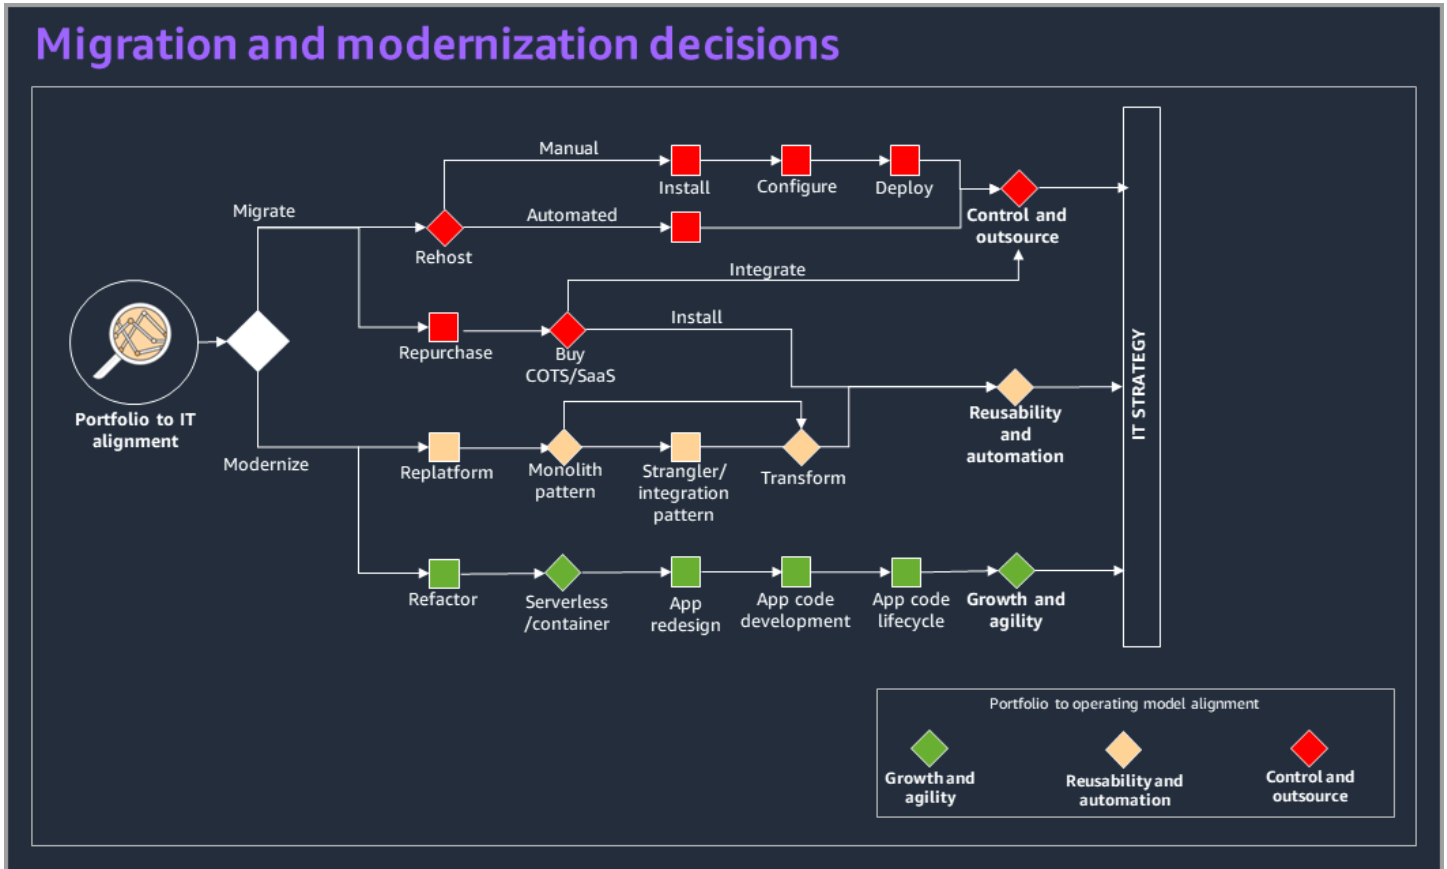 Migration and modernization decisions
Manual
Install
Configure
Deploy
Migrate
Automated
Rehost
Control and
outsource
Integrate
Install
Repurchase
Buy
COTS/SaaS
Portfolio to IT
alignment
Reusability
and
automation
IT STRATEGY
Modernize
Replatform
Monolith
pattern
Strangler/
integration
pattern
Transform
Refactor
Serverless
/container
App
redesign
App code
development
App code
lifecycle
Growth and
agility
Portfolio to operating model alignment
Growth and
agility
Reusability and
automation
Control and
outsource